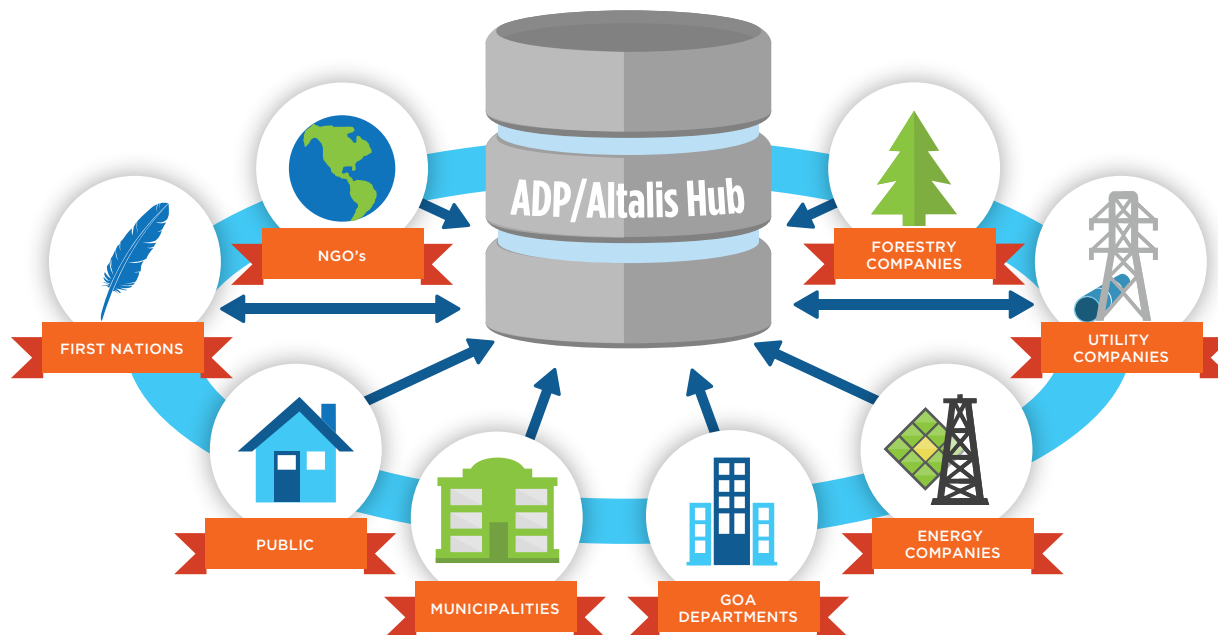 ADP/Altalis Hub
NGO's
FORESTRY
COMPANIES
FIRST NATIONS
UTILITY
COMPANIES
PUBLIC
ENERGY
COMPANIES
MUNICIPALITIES
GOA
DEPARTMENTS